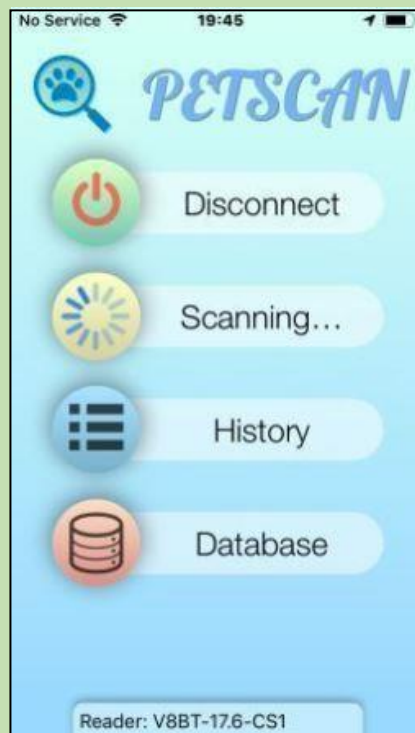 No Service 19:45
PETSCAN
Disconnect
Scanning...
History
Database
Reader: V8BT-17.6-CS1